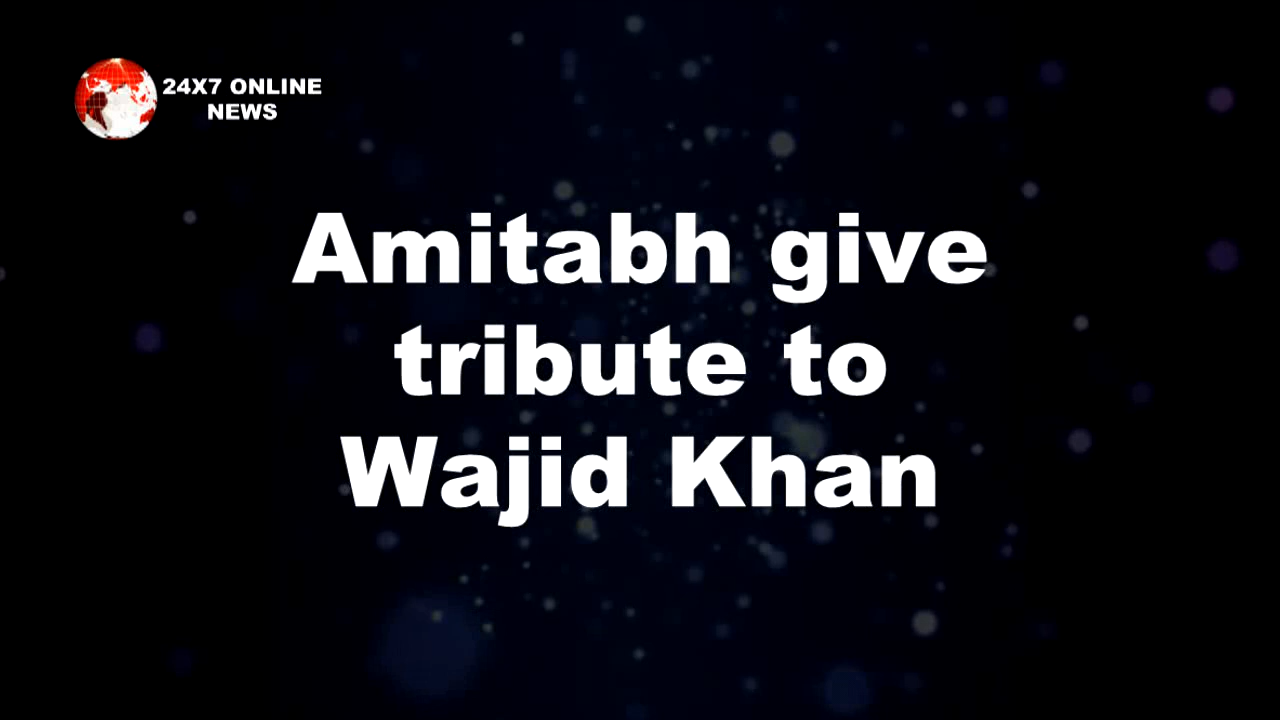 24X7 ONLINE
NEWS
Amitabh give
tribute to
Wajid Khan